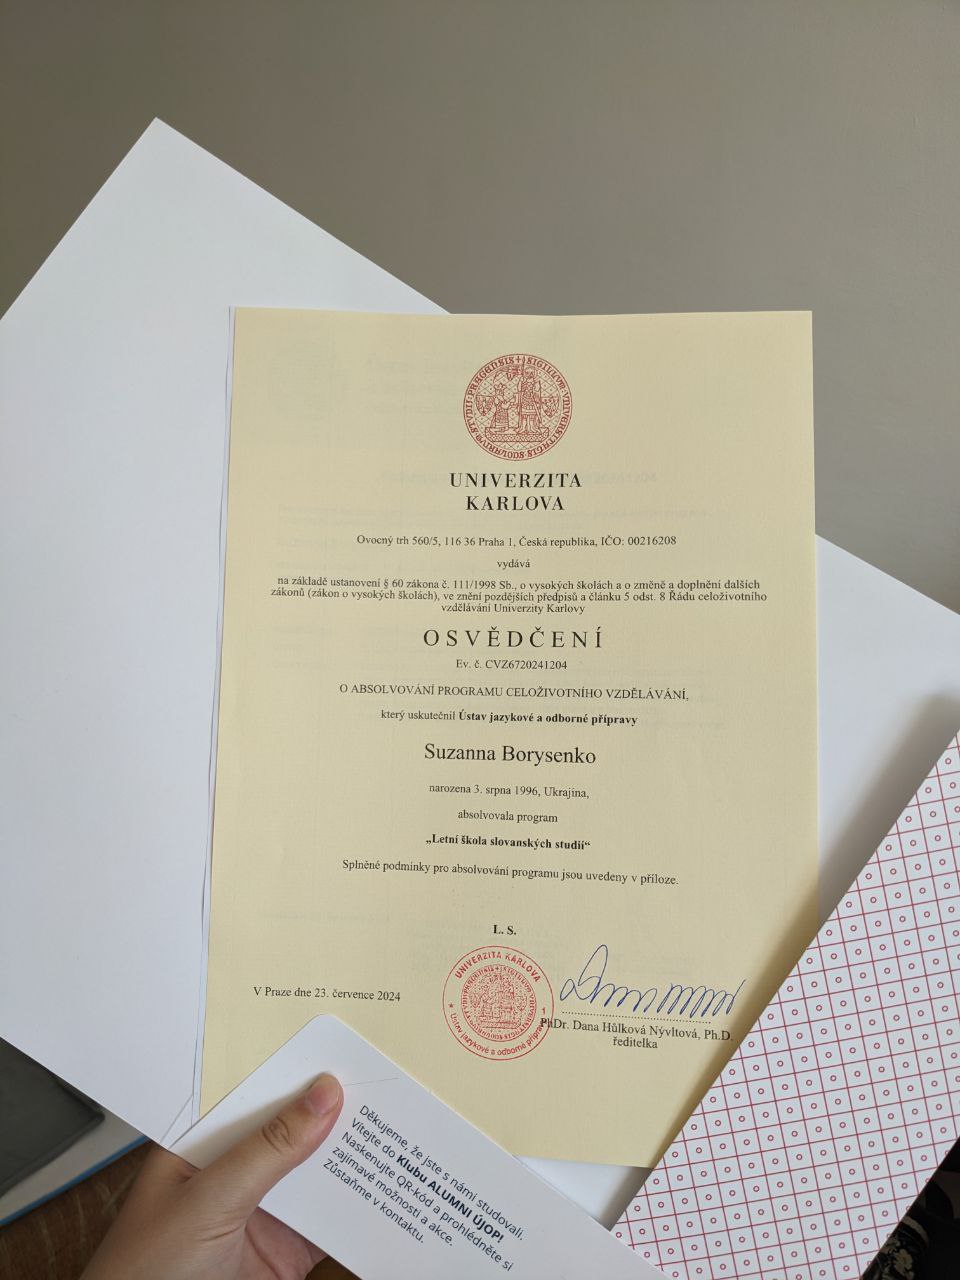 UNIVERZITA
KARLOVA
Ovocný trh 560/5, 116 36 Praha 1, Česká republika, IČO: 00216208
vydává
na základě ustanovení § 60 zákona č. 111/1998 Sb., o vysokých školách a o změně a doplnění dalších
zákonů (zákon o vysokých školách), ve znění pozdějších předpisů a článku 5 odst. 8 Řádu celoživotního
vzdělávání Univerzity Karlovy
OSVĚDČENÍ
Ev. č. CVZ6720241204
O ABSOLVOVÁNÍ PROGRAMU CELOŽIVOTNÍHO VZDĚLÁVÁNÍ,
který uskutečnil Ústav jazykové a odborné přípravy
Suzanna Borysenko
narozena 3. srpna 1996, Ukrajina,
absolvovala program
„Letní škola slovanských studií“
Splněné podmínky pro absolvování programu jsou uvedeny v příloze.
L. S.
UNIVERZITA KARLOVA
Ústav jazykové a odborné přípravy
1
V Praze dne 23. července 2024
PhDr. Dana Hůlková Nývltová, Ph.D.
ředitelka
Děkujeme, že jste s námi studovali.
Vítejte do Klubu ALUMNI ÚJOP!
Naskenujte QR-kód a prohlédněte si
zajímavé možnosti a akce.
Zůstaňme v kontaktu.